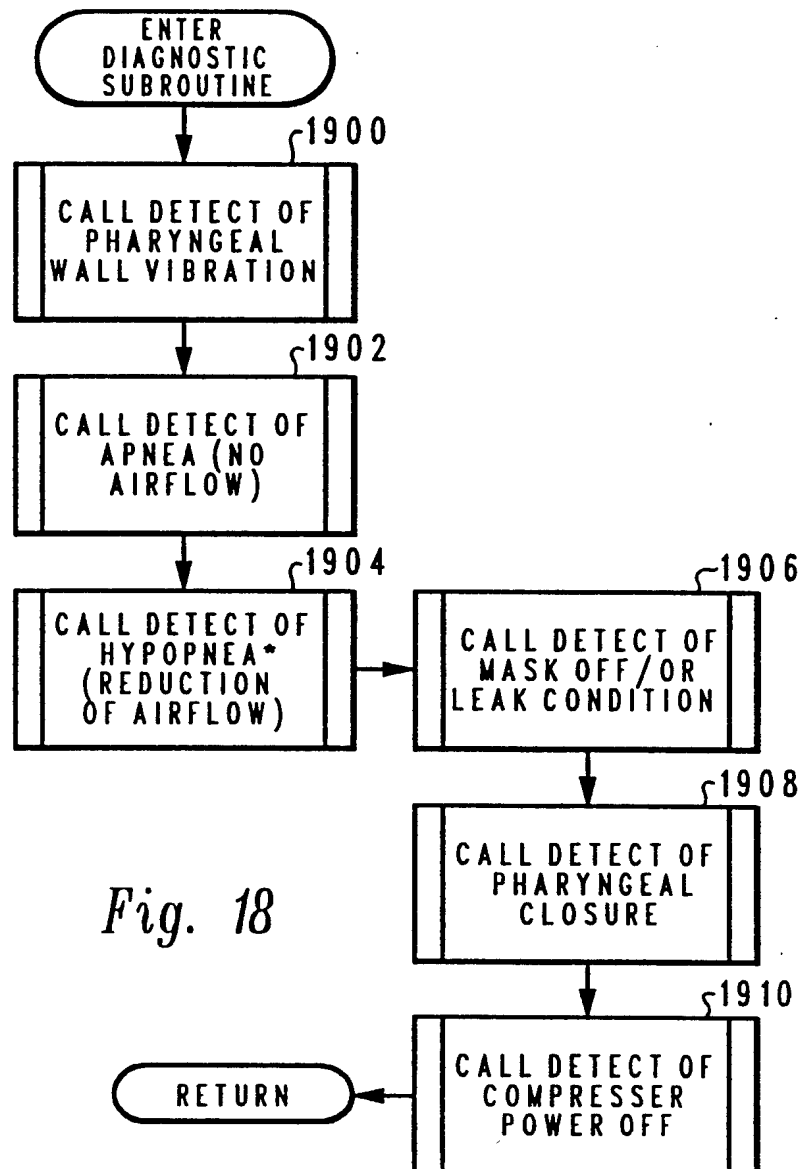 ENTER
DIAGNOSTIC
SUBROUTINE
1900
CALL DETECT OF
PHARYNGEAL
WALL VIBRATION
1902
CALL DETECT OF
APNEA (NO
AIRFLOW)
1904
CALL DETECT OF
HYPOPNEA*
(REDUCTION
OF AIRFLOW)
1906
CALL DETECT OF
MASK OFF/OR
LEAK CONDITION
1908
CALL DETECT OF
PHARYNGEAL
CLOSURE
1910
CALL DETECT OF
COMPRESSER
POWER OFF
RETURN
Fig. 18